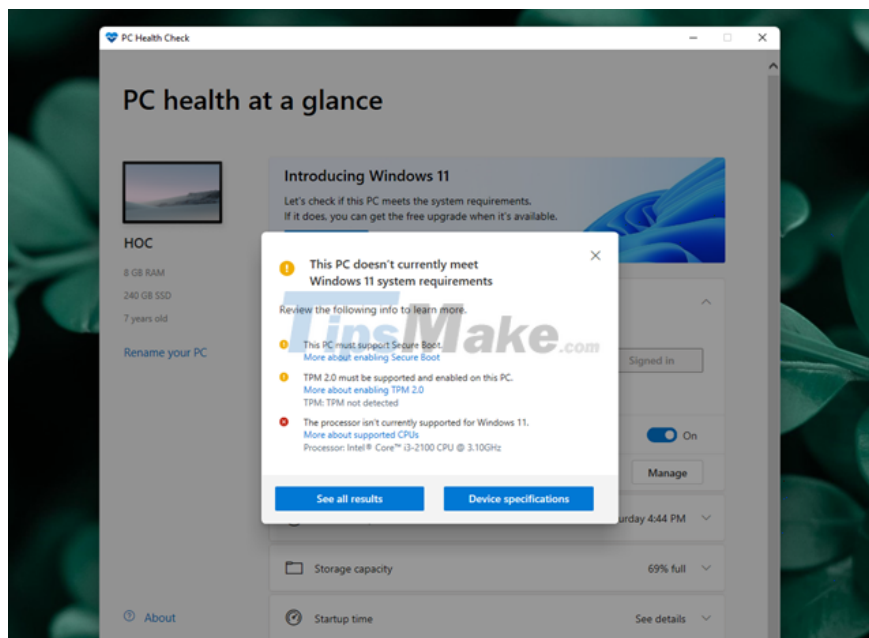 PC Health Check
PC health at a glance
HOC
8 GB RAM
240 GB SSD
7 years old
Rename your PC
Introducing Windows 11
Let's check if this PC meets the system requirements.
If it does, you can get the free upgrade when it's available.
This PC doesn't currently meet
Windows 11 system requirements
Review the following info to learn more.
TipsMake.com
This PC must support Secure Boot.
More about enabling Secure Boot
TPM 2.0 must be supported and enabled on this PC.
More about enabling TPM 2.0
TPM: TPM not detected
The processor isn't currently supported for Windows 11.
More about supported CPUs
Processor: Intel® Core™ i3-2100 CPU @ 3.10GHz
See all results
Device specifications
Signed in
On
Manage
urday 4:44 PM
Storage capacity
69% full
Startup time
See details
About